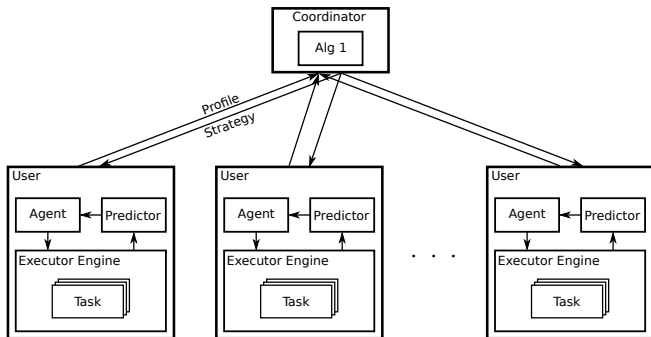 Coordinator
Alg 1
Profile
Strategy
User
Agent
Predictor
Executor Engine
Task
User
Agent
Predictor
Executor Engine
Task
. . .
User
Agent
Predictor
Executor Engine
Task